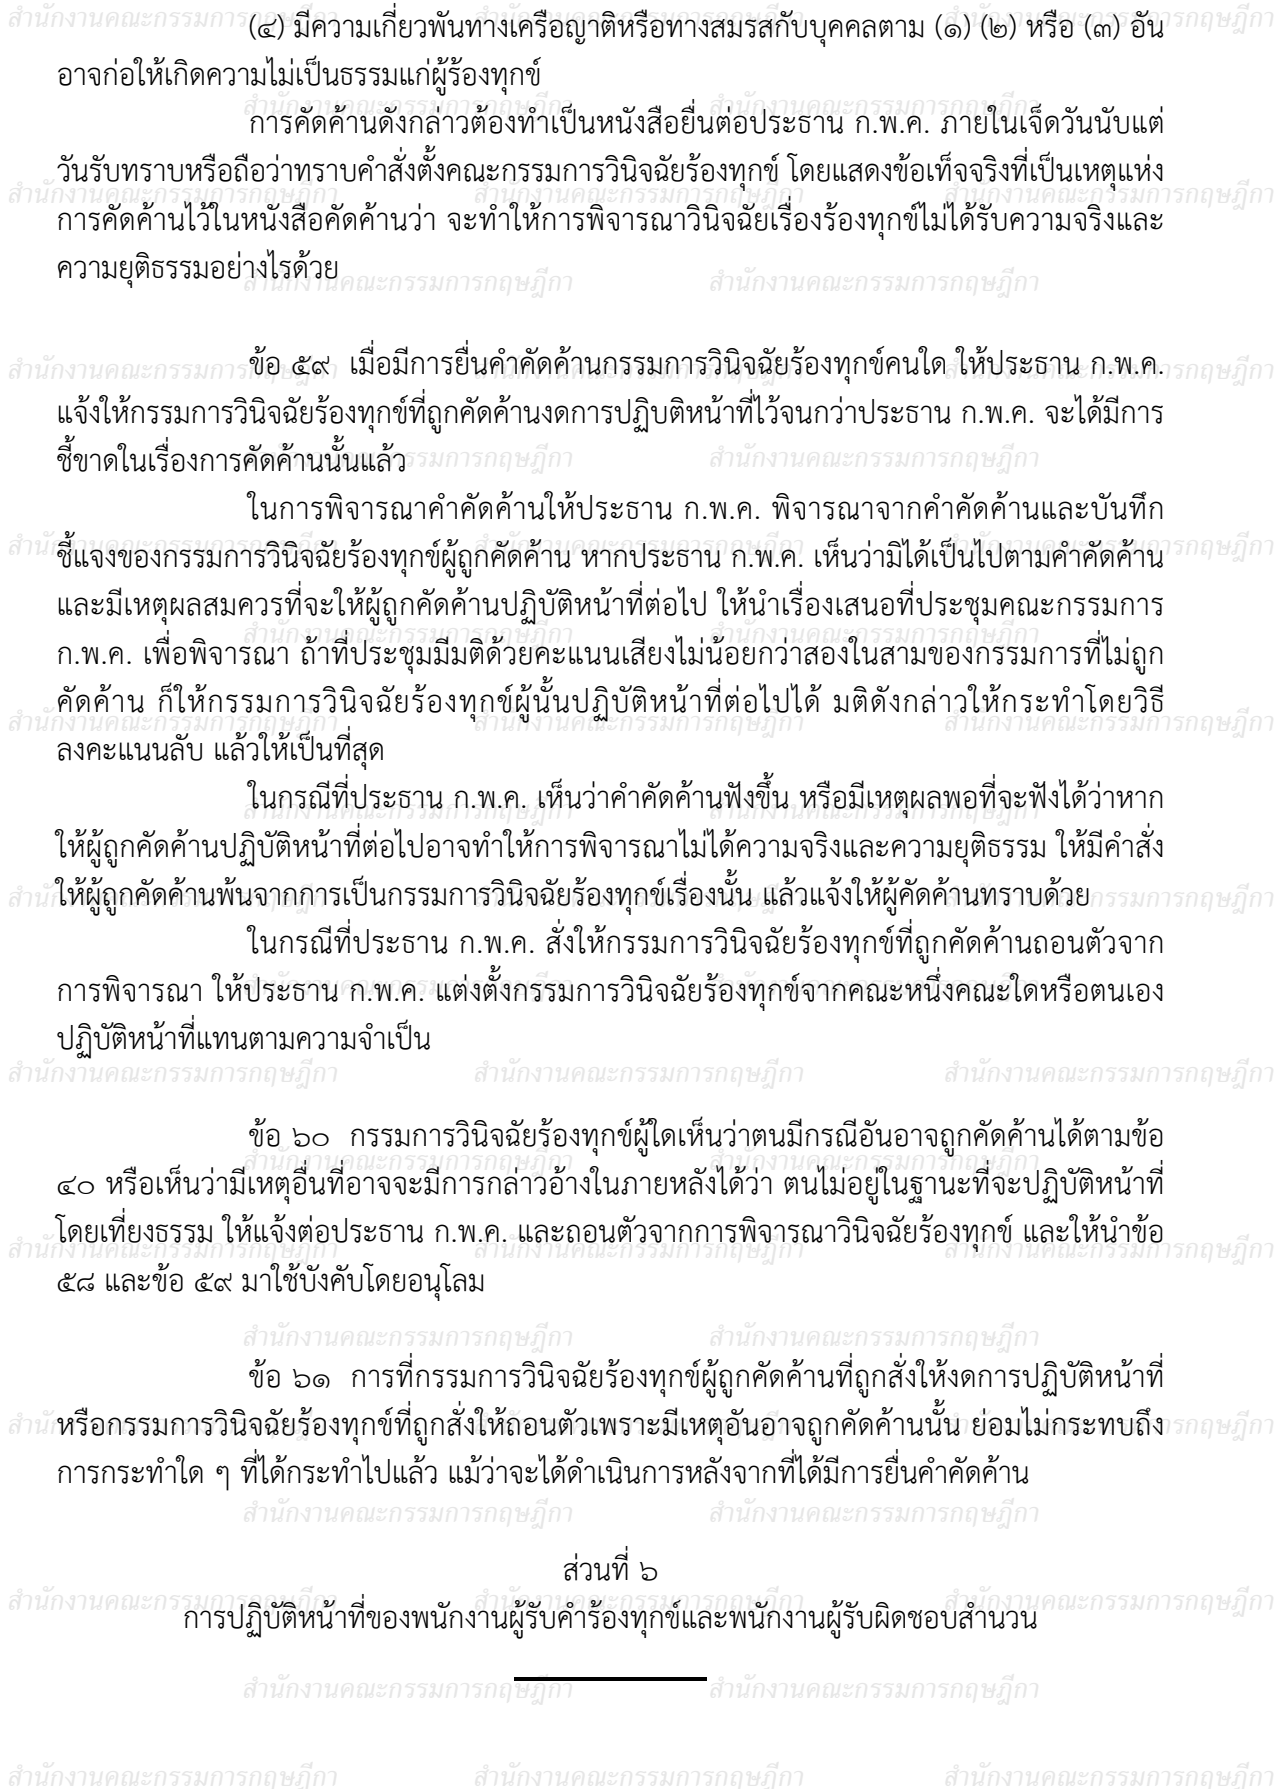 (๔) มีความเกี่ยวพันทางเครือญาติหรือทางสมรสกับบุคคลตาม (๑) (๒) หรือ (๓) อัน
อาจก่อให้เกิดความไม่เป็นธรรมแก่ผู้ร้องทุกข์
การคัดค้านดังกล่าวต้องทำเป็นหนังสือยื่นต่อประธาน ก.พ.ค. ภายในเจ็ดวันนับแต่
วันรับทราบหรือถือว่าทราบคำสั่งตั้งคณะกรรมการวินิจฉัยร้องทุกข์ โดยแสดงข้อเท็จจริงที่เป็นเหตุแห่ง
การคัดค้านไว้ในหนังสือคัดค้านว่า จะทำให้การพิจารณาวินิจฉัยเรื่องร้องทุกข์ไม่ได้รับความจริงและ
ความยุติธรรมอย่างไรด้วย
ข้อ ๕๙  เมื่อมีการยื่นคำคัดค้านกรรมการวินิจฉัยร้องทุกข์คนใด ให้ประธาน ก.พ.ค.
แจ้งให้กรรมการวินิจฉัยร้องทุกข์ที่ถูกคัดค้านงดการปฏิบติหน้าที่ไว้จนกว่าประธาน ก.พ.ค. จะได้มีการ
ชี้ขาดในเรื่องการคัดค้านนั้นแล้ว
ในการพิจารณาคำคัดค้านให้ประธาน ก.พ.ค. พิจารณาจากคำคัดค้านและบันทึก
ชี้แจงของกรรมการวินิจฉัยร้องทุกข์ผู้ถูกคัดค้าน หากประธาน ก.พ.ค. เห็นว่ามิได้เป็นไปตามคำคัดค้าน
และมีเหตุผลสมควรที่จะให้ผู้ถูกคัดค้านปฏิบัติหน้าที่ต่อไป ให้นำเรื่องเสนอที่ประชุมคณะกรรมการ
ก.พ.ค. เพื่อพิจารณา ถ้าที่ประชุมมีมติด้วยคะแนนเสียงไม่น้อยกว่าสองในสามของกรรมการที่ไม่ถูก
คัดค้าน ก็ให้กรรมการวินิจฉัยร้องทุกข์ผู้นั้นปฏิบัติหน้าที่ต่อไปได้ มติดังกล่าวให้กระทำโดยวิธี
ลงคะแนนลับ แล้วให้เป็นที่สุด
ในกรณีที่ประธาน ก.พ.ค. เห็นว่าคำคัดค้านฟังขึ้น หรือมีเหตุผลพอที่จะฟังได้ว่าหาก
ให้ผู้ถูกคัดค้านปฏิบัติหน้าที่ต่อไปอาจทำให้การพิจารณาไม่ได้ความจริงและความยุติธรรม ให้มีคำสั่ง
ให้ผู้ถูกคัดค้านพ้นจากการเป็นกรรมการวินิจฉัยร้องทุกข์เรื่องนั้น แล้วแจ้งให้ผู้คัดค้านทราบด้วย
ในกรณีที่ประธาน ก.พ.ค. สั่งให้กรรมการวินิจฉัยร้องทุกข์ที่ถูกคัดค้านถอนตัวจาก
การพิจารณา ให้ประธาน ก.พ.ค. แต่งตั้งกรรมการวินิจฉัยร้องทุกข์จากคณะหนึ่งคณะใดหรือตนเอง
ปฏิบัติหน้าที่แทนตามความจำเป็น
ข้อ ๖๐  กรรมการวินิจฉัยร้องทุกข์ผู้ใดเห็นว่าตนมีกรณีอันอาจถูกคัดค้านได้ตามข้อ
๔๐ หรือเห็นว่ามีเหตุอื่นที่อาจจะมีการกล่าวอ้างในภายหลังได้ว่า ตนไม่อยู่ในฐานะที่จะปฏิบัติหน้าที่
โดยเที่ยงธรรม ให้แจ้งต่อประธาน ก.พ.ค. และถอนตัวจากการพิจารณาวินิจฉัยร้องทุกข์ และให้นำข้อ
๕๘ และข้อ ๕๙ มาใช้บังคับโดยอนุโลม
ข้อ ๖๑  การที่กรรมการวินิจฉัยร้องทุกข์ผู้ถูกคัดค้านที่ถูกสั่งให้งดการปฏิบัติหน้าที่
หรือกรรมการวินิจฉัยร้องทุกข์ที่ถูกสั่งให้ถอนตัวเพราะมีเหตุอันอาจถูกคัดค้านนั้น ย่อมไม่กระทบถึง
การกระทำใด ๆ ที่ได้กระทำไปแล้ว แม้ว่าจะได้ดำเนินการหลังจากที่ได้มีการยื่นคำคัดค้าน
ส่วนที่ ๖
การปฏิบัติหน้าที่ของพนักงานผู้รับคำร้องทุกข์และพนักงานผู้รับผิดชอบสำนวน
สำนักงานคณะกรรมการกฤษฎีกา สำนักงานคณะกรรมการกฤษฎีกา สำนักงานคณะกรรมการกฤษฎีกา